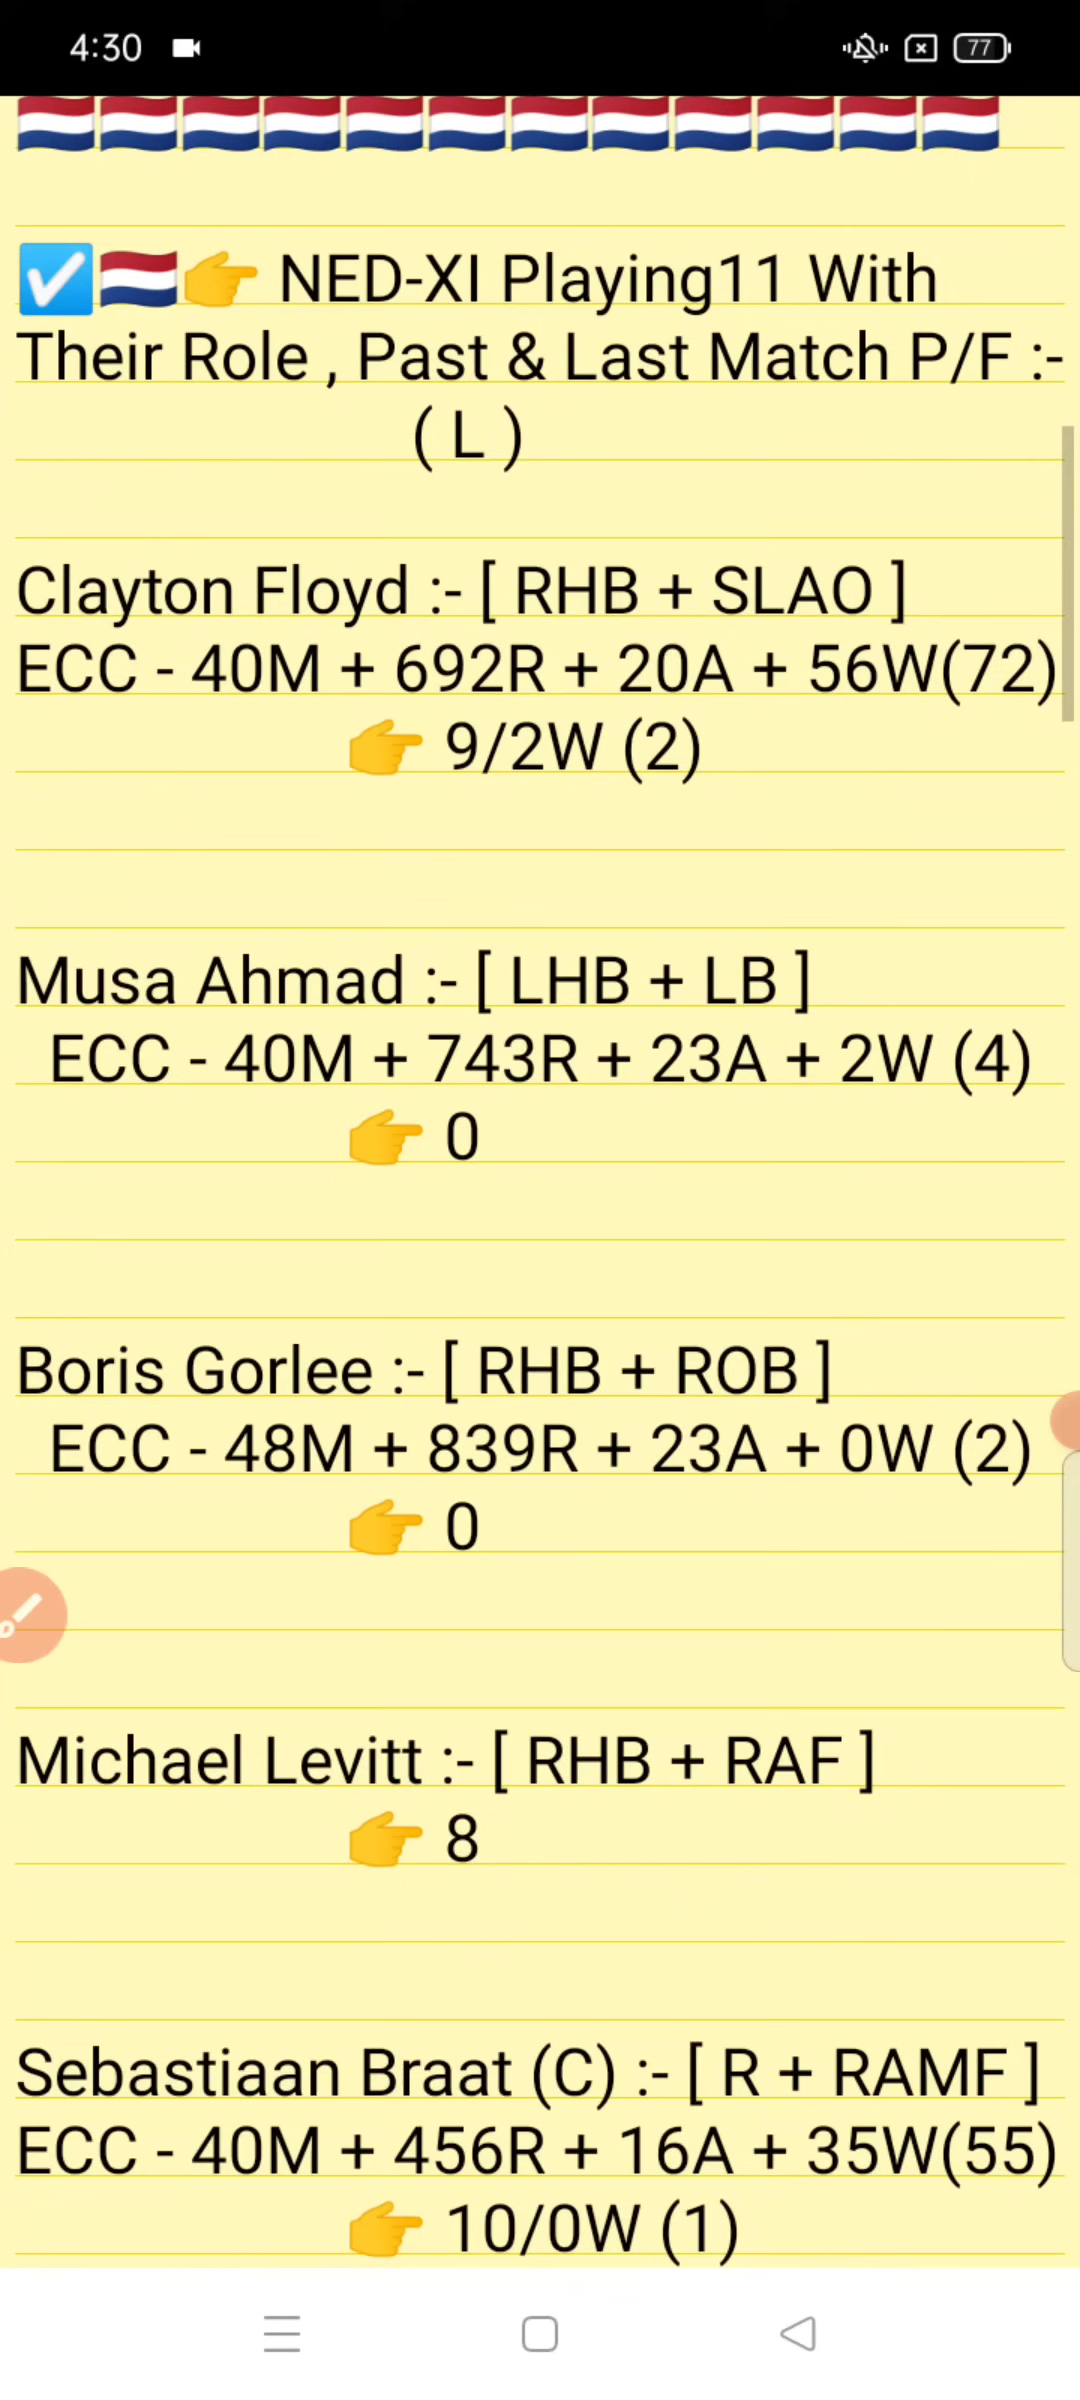 4:30
77
NED-XI Playing11 With
Their Role , Past & Last Match P/F :-
( L )
Clayton Floyd :- [ RHB + SLAO ]
ECC - 40M + 692R + 20A + 56W(72)
9/2W (2)
Musa Ahmad :- [ LHB + LB ]
ECC - 40M + 743R + 23A + 2W (4)
0
Boris Gorlee :- [ RHB + ROB ]
ECC - 48M + 839R + 23A + 0W (2)
0
Michael Levitt :- [ RHB + RAF ]
8
Sebastiaan Braat (C) :- [ R + RAMF ]
ECC - 40M + 456R + 16A + 35W(55)
10/0W (1)